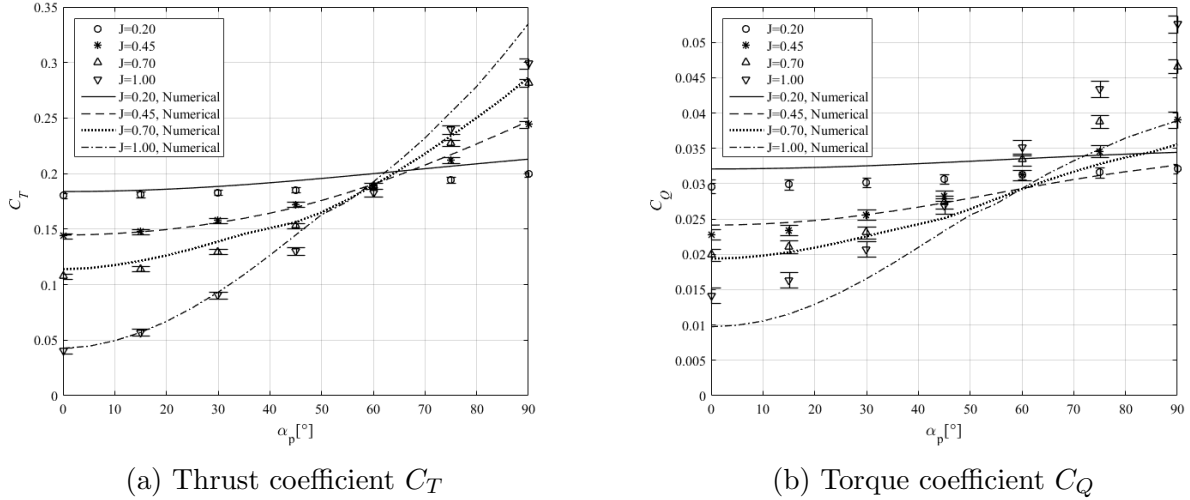 0.35
0.3
0.25
0.2
0.15
0.1
0.05
0
C_T
J=0.20
J=0.45
J=0.70
J=1.00
J=0.20, Numerical
J=0.45, Numerical
J=0.70, Numerical
J=1.00, Numerical
0 10 20 30 40 50 60 70 80 90
α_p[°]
(a) Thrust coefficient C_T
0.05
0.045
0.04
0.035
0.03
0.025
0.02
0.015
0.01
0.005
0
C_Q
J=0.20
J=0.45
J=0.70
J=1.00
J=0.20, Numerical
J=0.45, Numerical
J=0.70, Numerical
J=1.00, Numerical
0 10 20 30 40 50 60 70 80 90
α_p[°]
(b) Torque coefficient C_Q